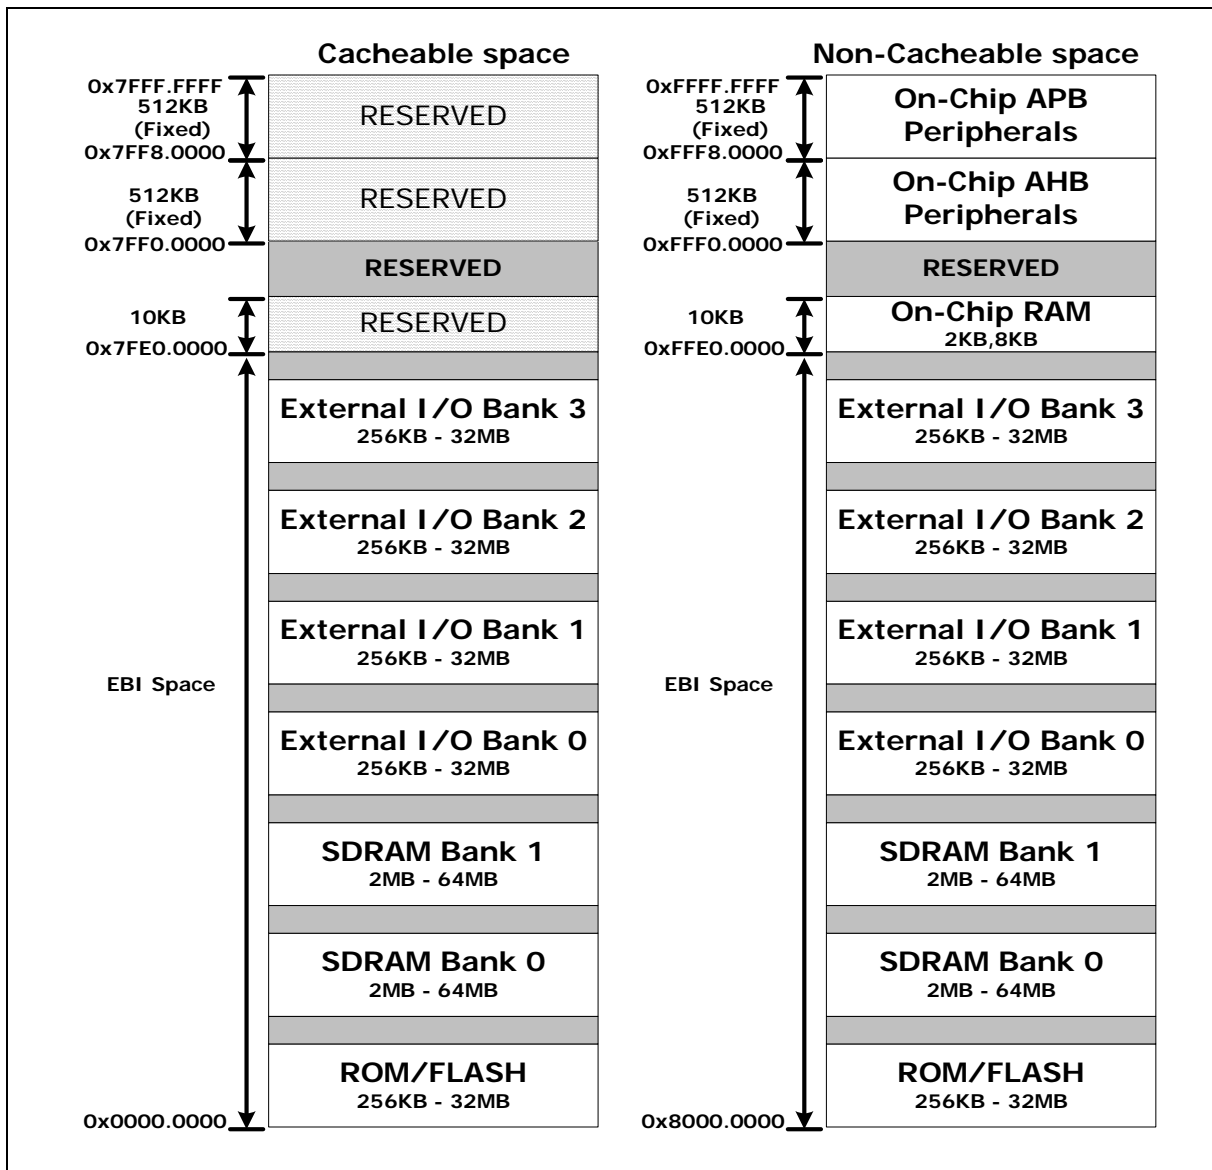 Cacheable space
0x7FFF.FFFF
512KB
(Fixed)
0x7FF8.0000
512KB
(Fixed)
0x7FF0.0000
10KB
0x7FE0.0000
EBI Space
0x0000.0000
RESERVED
RESERVED
RESERVED
RESERVED
External I/O Bank 3
256KB - 32MB
External I/O Bank 2
256KB - 32MB
External I/O Bank 1
256KB - 32MB
External I/O Bank 0
256KB - 32MB
SDRAM Bank 1
2MB - 64MB
SDRAM Bank 0
2MB - 64MB
ROM/FLASH
256KB - 32MB
Non-Cacheable space
0xFFFF.FFFF
512KB
(Fixed)
0xFFF8.0000
512KB
(Fixed)
0xFFF0.0000
10KB
0xFFE0.0000
EBI Space
0x8000.0000
On-Chip APB
Peripherals
On-Chip AHB
Peripherals
RESERVED
On-Chip RAM
2KB,8KB
External I/O Bank 3
256KB - 32MB
External I/O Bank 2
256KB - 32MB
External I/O Bank 1
256KB - 32MB
External I/O Bank 0
256KB - 32MB
SDRAM Bank 1
2MB - 64MB
SDRAM Bank 0
2MB - 64MB
ROM/FLASH
256KB - 32MB